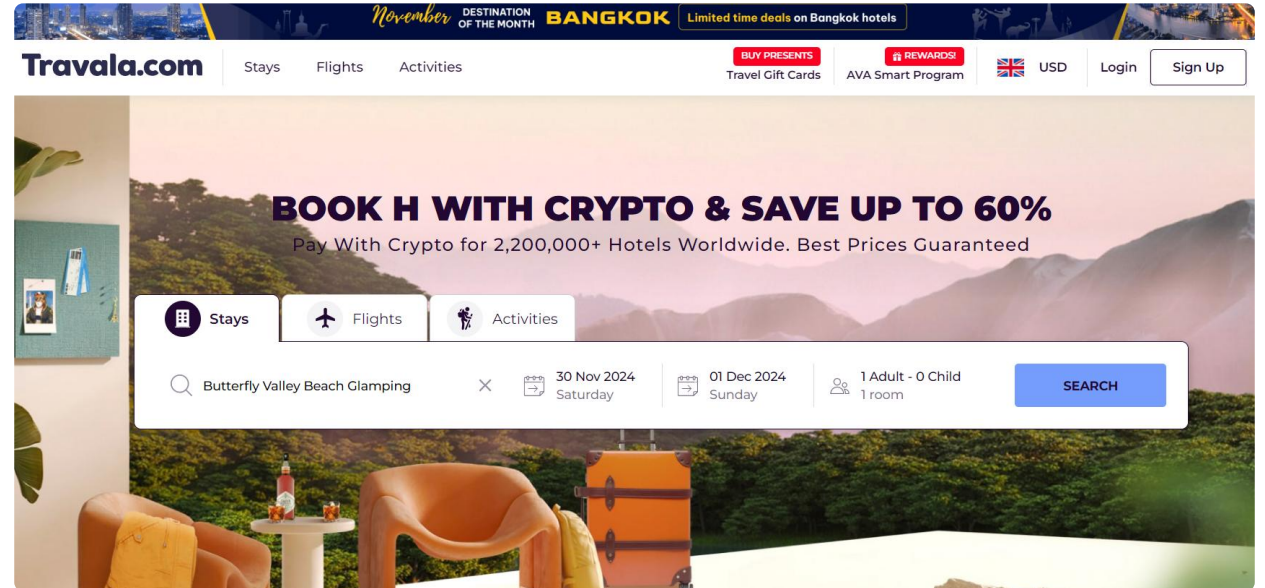 November DESTINATION OF THE MONTH BANGKOK Limited time deals on Bangkok hotels
BUY PRESENTS
REWARDS!
Travala.com Stays Flights Activities Travel Gift Cards AVA Smart Program USD Login Sign Up
BOOK H WITH CRYPTO & SAVE UP TO 60%
Pay With Crypto for 2,200,000+ Hotels Worldwide. Best Prices Guaranteed
Stays Flights Activities
Butterfly Valley Beach Glamping
30 Nov 2024
Saturday
01 Dec 2024
Sunday
1 Adult - 0 Child
1 room
SEARCH